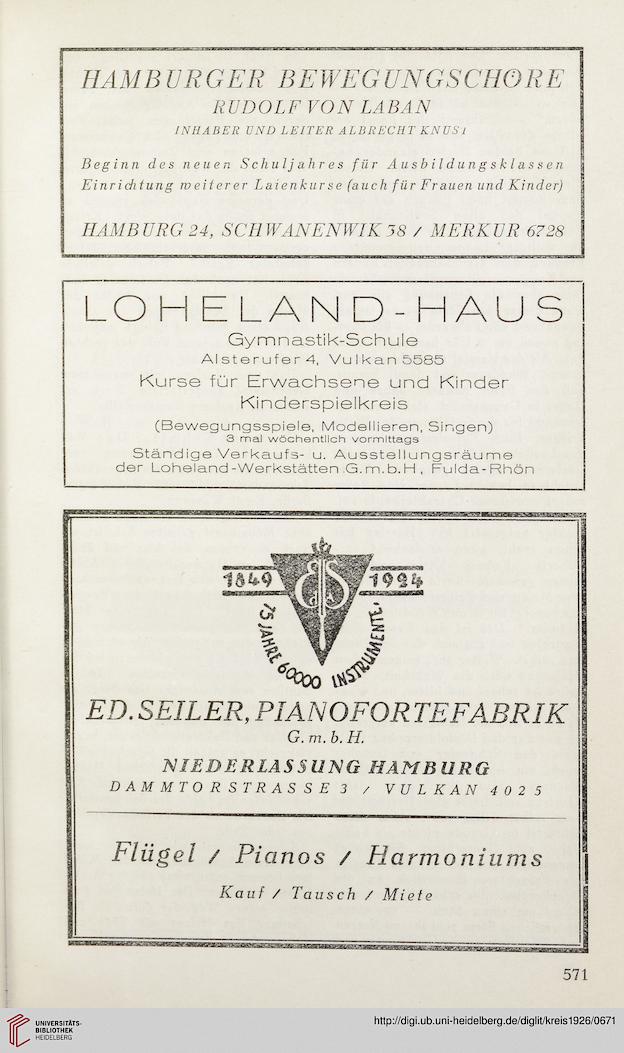 HAMBURGER BEWEGUNGSCHÖRE
RUDOLF VON LABAN
INHABER UND LEITER ALBRECHT KNUST
Beginn des neuen Schuljahres für Ausbildungsklassen
Einrichtung weiterer Laienkurse (auch für Frauen und Kinder)
HAMBURG 24, SCHWANENWIK 38 / MERKUR 6728
LOHELAND-HAUS
Gymnastik-Schule
Alsterufer 4, Vulkan 5585
Kurse für Erwachsene und Kinder
Kinderspielkreis
(Bewegungsspiele, Modellieren, Singen)
3 mal wöchentlich vormittags
Ständige Verkaufs- u. Ausstellungsräume
der Loheland-Werkstätten G.m.b.H., Fulda-Rhön
1849 ES 1924
75 JAHRE 60000 INSTRUMENTE.
ED. SEILER, PIANOFORTEFABRIK
G. m. b. H.
NIEDERLASSUNG HAMBURG
DAMMTORSTRASSE 3 / VULKAN 4025
Flügel / Pianos / Harmoniums
Kauf / Tausch / Miete
571
UNIVERSITÄTS-
BIBLIOTHEK
HEIDELBERG
http://digi.ub.uni-heidelberg.de/diglit/kreis1926/0671